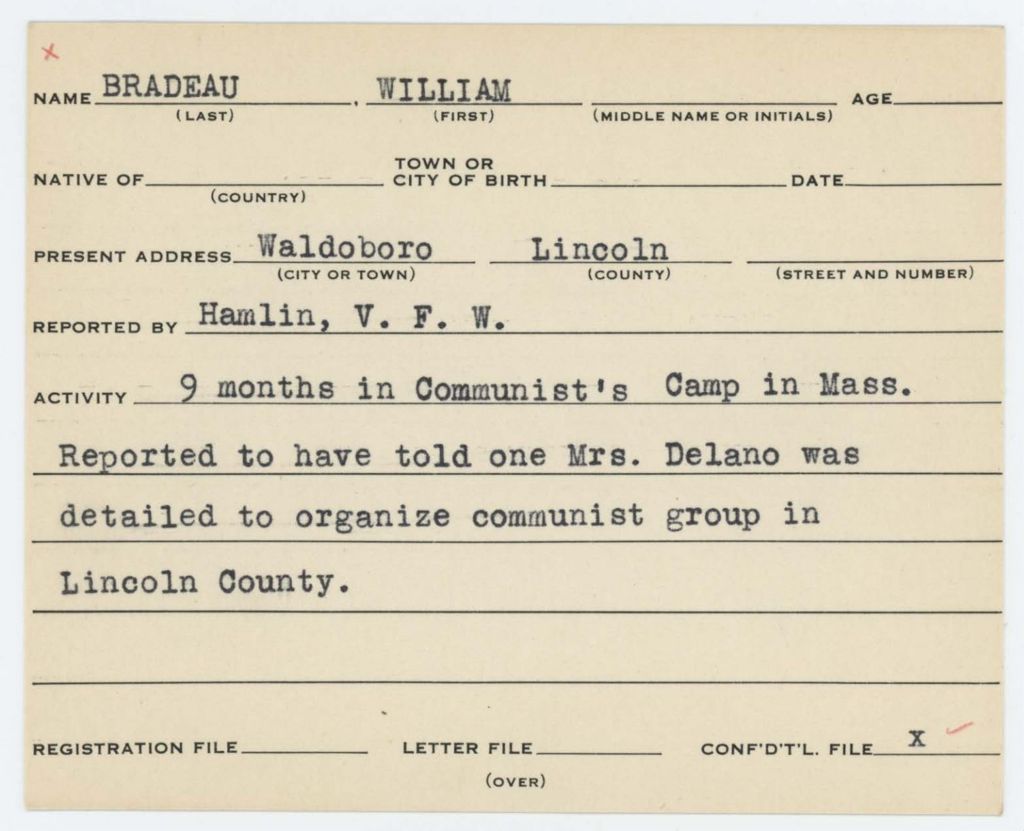 x
NAME BRADEAU, WILLIAM AGE
(LAST) (FIRST) (MIDDLE NAME OR INITIALS)
TOWN OR
NATIVE OF CITY OF BIRTH DATE
(COUNTRY)
PRESENT ADDRESS Waldoboro Lincoln
(CITY OR TOWN) (COUNTY) (STREET AND NUMBER)
REPORTED BY Hamlin, V. F. W.
ACTIVITY 9 months in Communist's Camp in Mass.
Reported to have told one Mrs. Delano was
detailed to organize communist group in
Lincoln County.
REGISTRATION FILE LETTER FILE CONF'D'T'L. FILE X
(OVER)